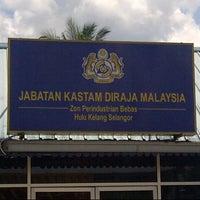 JABATAN KASTAM DIRAJA MALAYSIA
Zon Perindustrian Bebas
Hulu Kelang Selangor